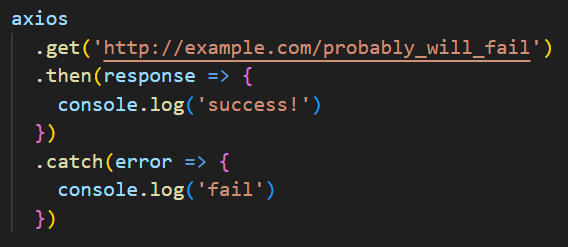 axios
  .get('http://example.com/probably_will_fail')
  .then(response => {
    console.log('success!')
  })
  .catch(error => {
    console.log('fail')
  })